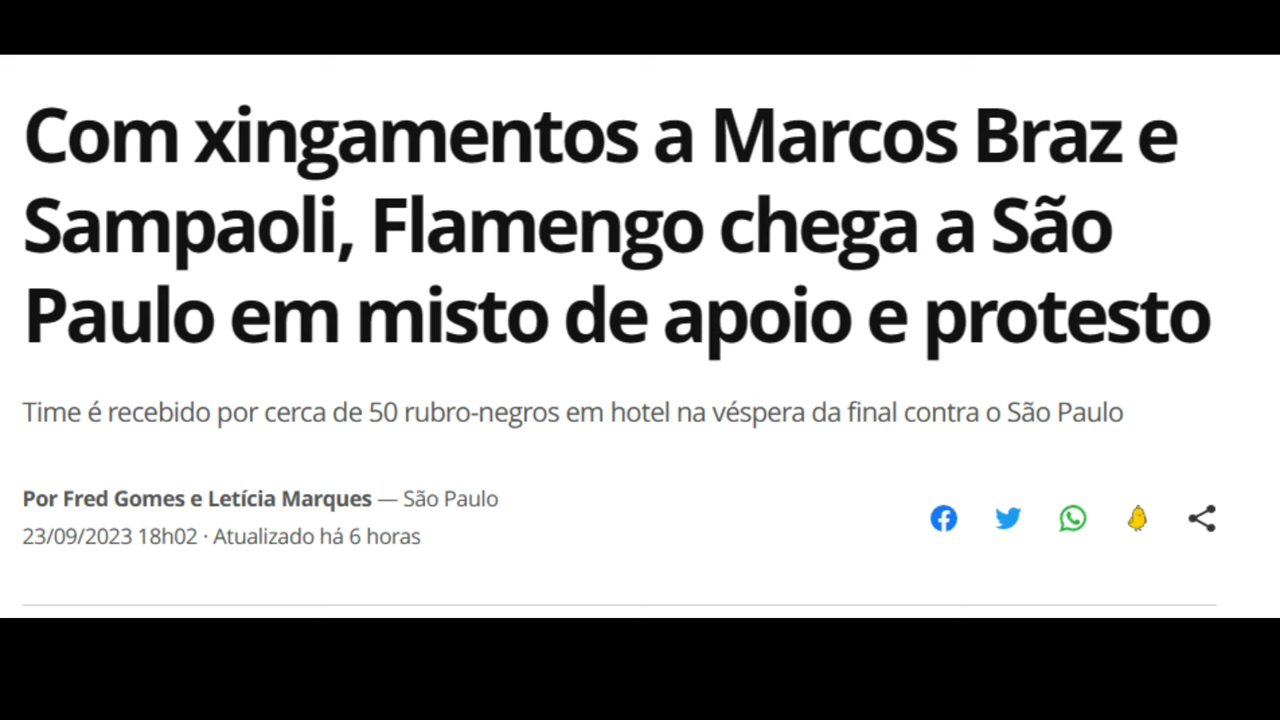 Com xingamentos a Marcos Braz e
Sampaoli, Flamengo chega a São
Paulo em misto de apoio e protesto
Time é recebido por cerca de 50 rubro-negros em hotel na véspera da final contra o São Paulo
Por Fred Gomes e Letícia Marques — São Paulo
23/09/2023 18h02 · Atualizado há 6 horas